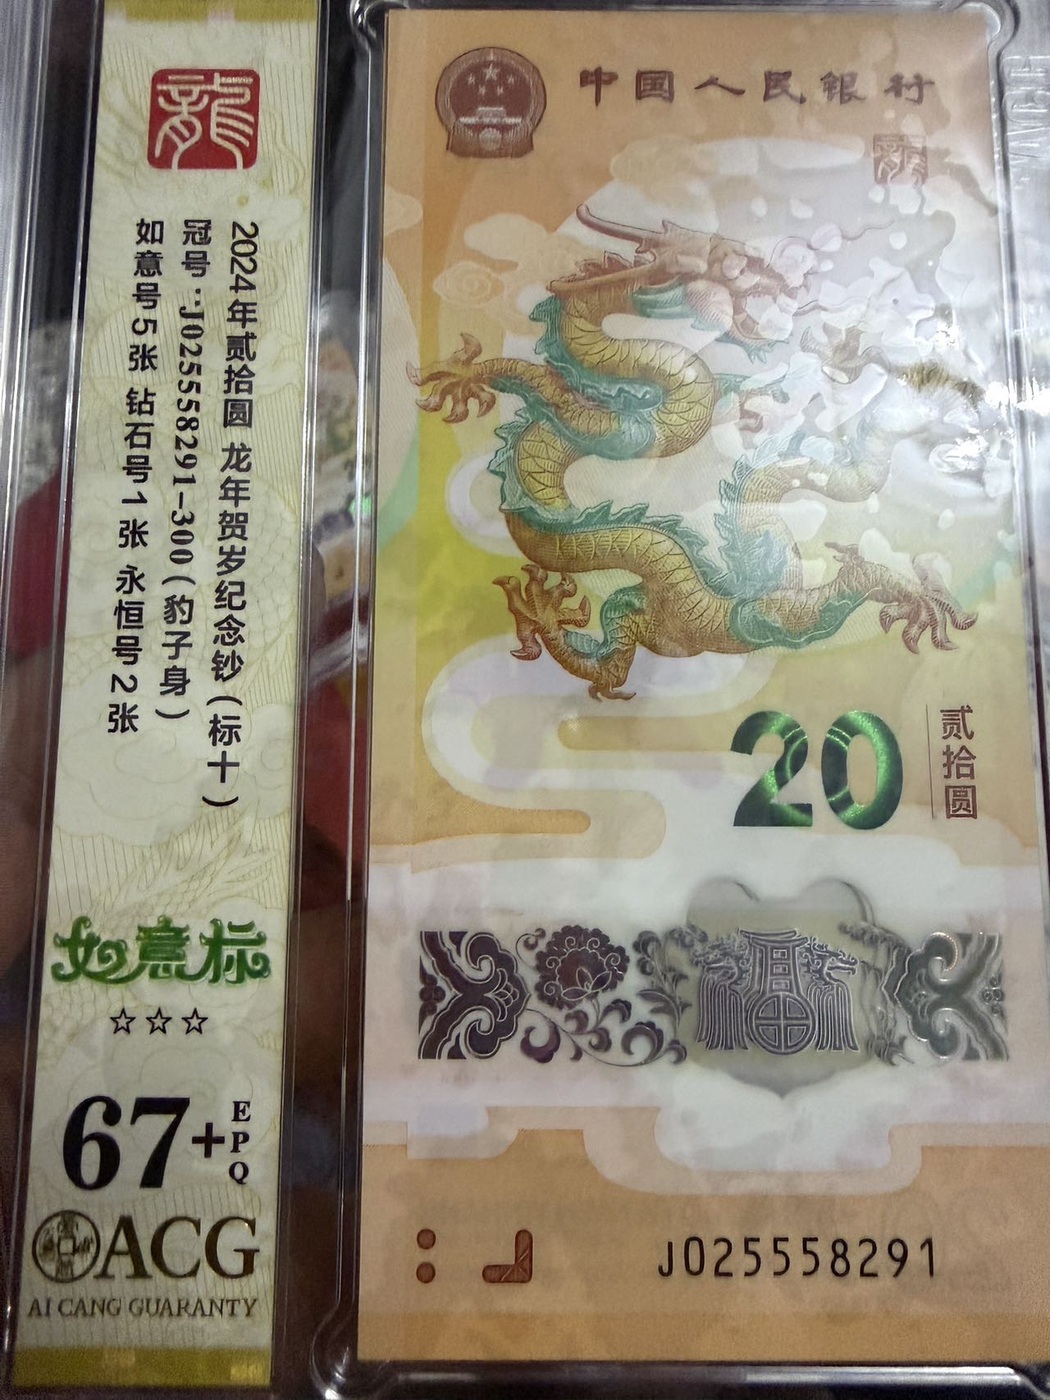 龍
2024年贰拾圆 龙年贺岁纪念钞(标十)
冠号:J025558291-300(豹子身)
如意号5张 钻石号1张 永恒号2张
如意标
☆☆☆
67+EPQ
ACG
AI CANG GUARANTY
中国人民银行
20
贰拾圆
J025558291